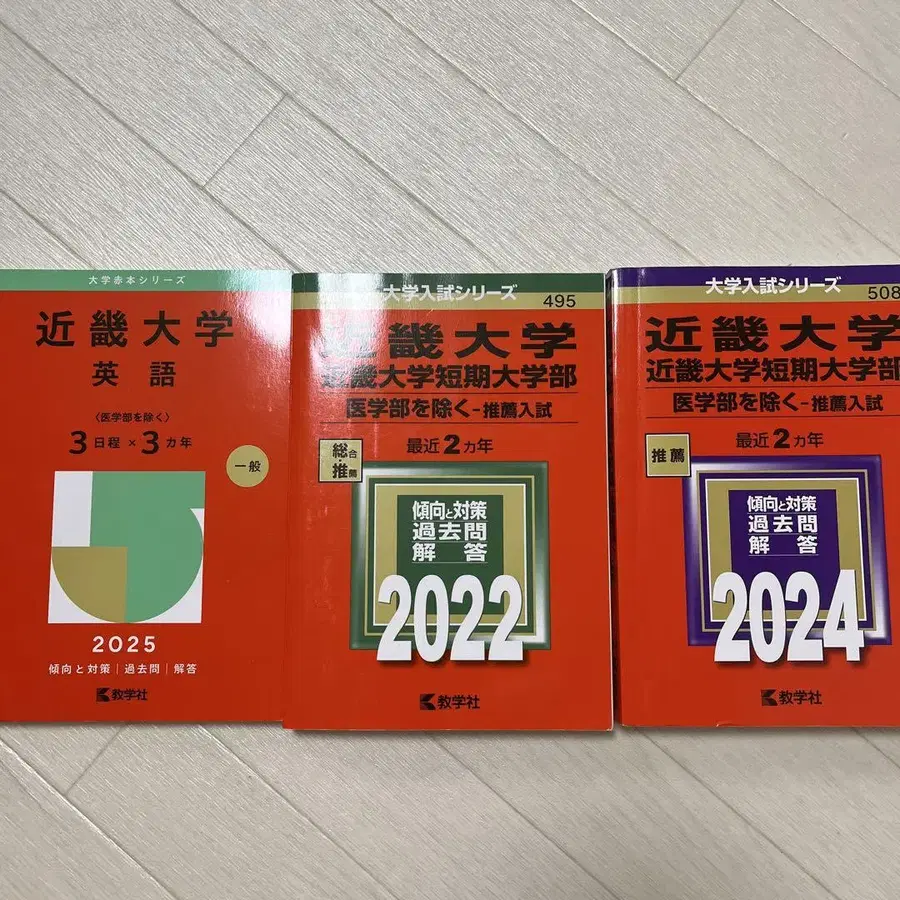 大学赤本シリーズ
近畿大学
英語
〈医学部を除く〉
3日程×3カ年
一般
2025
傾向と対策|過去問|解答
教学社
大学入試シリーズ
495
近畿大学
近畿大学短期大学部
医学部を除く-推薦入試
最近2カ年
総合・推薦
傾向と対策
過去問
解答
2022
教学社
大学入試シリーズ
508
近畿大学
近畿大学短期大学部
医学部を除く-推薦入試
最近2カ年
推薦
傾向と対策
過去問
解答
2024
教学社